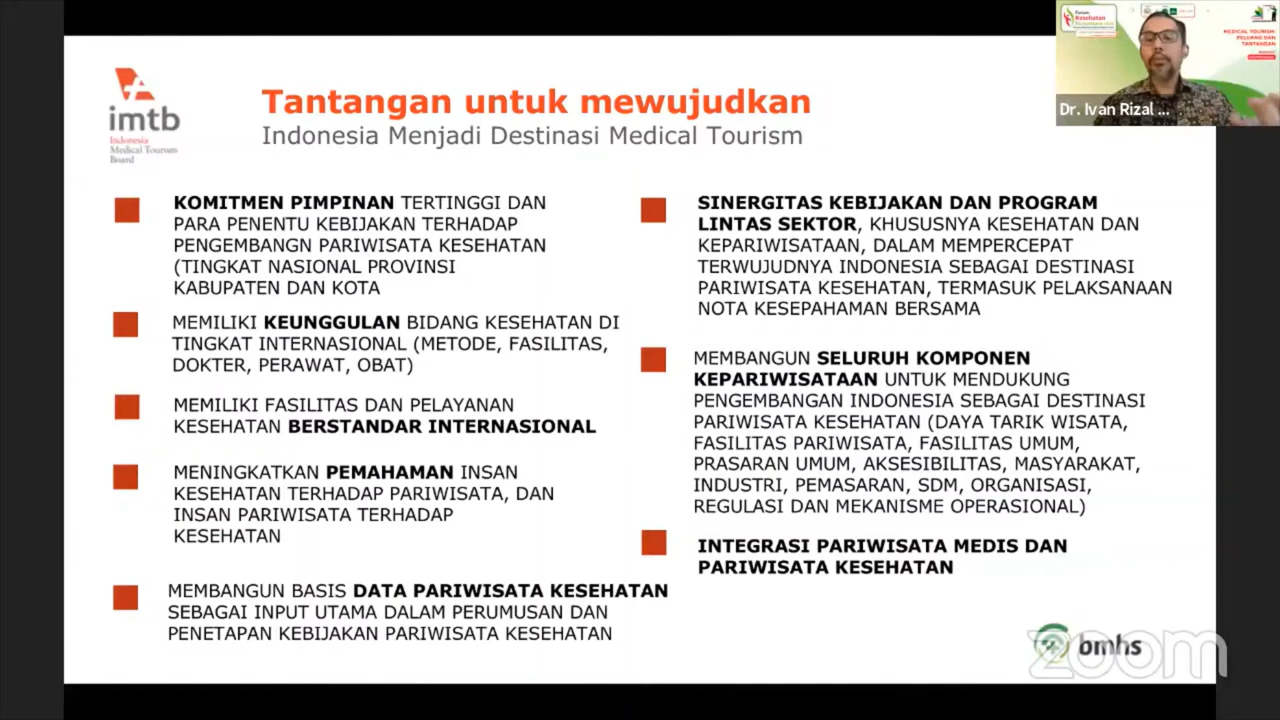 imtb
Indonesia
Medical Tourism
Board
Tantangan untuk mewujudkan
Indonesia Menjadi Destinasi Medical Tourism
KOMITMEN PIMPINAN TERTINGGI DAN
PARA PENENTU KEBIJAKAN TERHADAP
PENGEMBANGN PARIWISATA KESEHATAN
(TINGKAT NASIONAL PROVINSI
KABUPATEN DAN KOTA
MEMILIKI KEUNGGULAN BIDANG KESEHATAN DI
TINGKAT INTERNASIONAL (METODE, FASILITAS,
DOKTER, PERAWAT, OBAT)
MEMILIKI FASILITAS DAN PELAYANAN
KESEHATAN BERSTANDAR INTERNASIONAL
MENINGKATKAN PEMAHAMAN INSAN
KESEHATAN TERHADAP PARIWISATA, DAN
INSAN PARIWISATA TERHADAP
KESEHATAN
MEMBANGUN BASIS DATA PARIWISATA KESEHATAN
SEBAGAI INPUT UTAMA DALAM PERUMUSAN DAN
PENETAPAN KEBIJAKAN PARIWISATA KESEHATAN
SINERGITAS KEBIJAKAN DAN PROGRAM
LINTAS SEKTOR, KHUSUSNYA KESEHATAN DAN
KEPARIWISATAAN, DALAM MEMPERCEPAT
TERWUJUDNYA INDONESIA SEBAGAI DESTINASI
PARIWISATA KESEHATAN, TERMASUK PELAKSANAAN
NOTA KESEPAHAMAN BERSAMA
MEMBANGUN SELURUH KOMPONEN
KEPARIWISATAAN UNTUK MENDUKUNG
PENGEMBANGAN INDONESIA SEBAGAI DESTINASI
PARIWISATA KESEHATAN (DAYA TARIK WISATA,
FASILITAS PARIWISATA, FASILITAS UMUM,
PRASARAN UMUM, AKSESIBILITAS, MASYARAKAT,
INDUSTRI, PEMASARAN, SDM, ORGANISASI,
REGULASI DAN MEKANISME OPERASIONAL)
INTEGRASI PARIWISATA MEDIS DAN
PARIWISATA KESEHATAN
bmhs
zoom
Forum
Kesehatan
MEDICAL TOURISM:
PELUANG DAN
TANTANGAN
Dr. Ivan Rizal ...